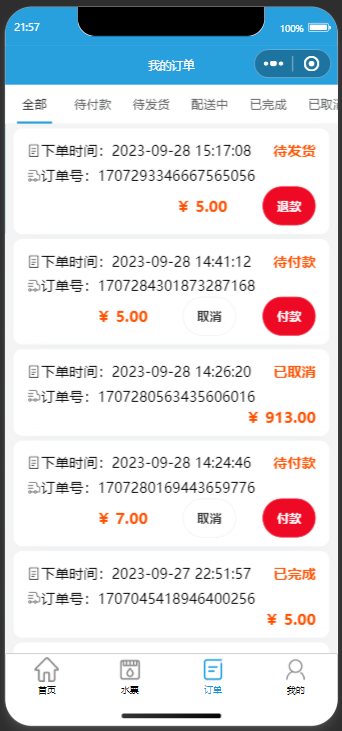 21:57
100%
我的订单
全部 待付款 待发货 配送中 已完成 已取消
下单时间：2023-09-28 15:17:08 待发货
订单号：1707293346667565056
¥ 5.00 退款
下单时间：2023-09-28 14:41:12 待付款
订单号：1707284301873287168
¥ 5.00 取消 付款
下单时间：2023-09-28 14:26:20 已取消
订单号：1707280563435606016
¥ 913.00
下单时间：2023-09-28 14:24:46 待付款
订单号：1707280169443659776
¥ 7.00 取消 付款
下单时间：2023-09-27 22:51:57 已完成
订单号：1707045418946400256
¥ 5.00
首页 水票 订单 我的